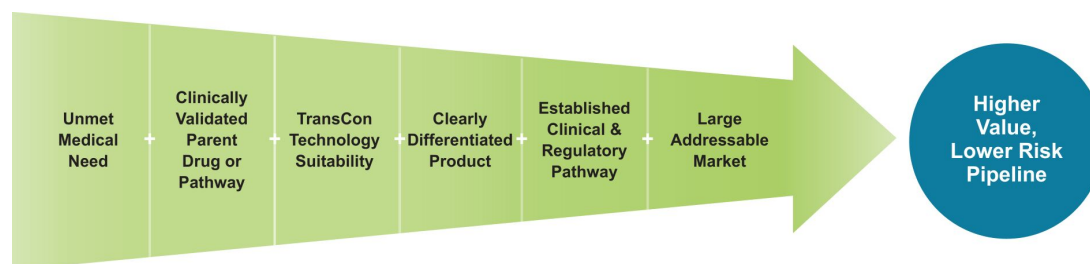 Unmet
Medical
Need
+
Clinically
Validated
Parent
Drug or
Pathway
+
TransCon
Technology
Suitability
+
Clearly
Differentiated
Product
+
Established
Clinical &
Regulatory
Pathway
+
Large
Addressable
Market
Higher
Value,
Lower Risk
Pipeline